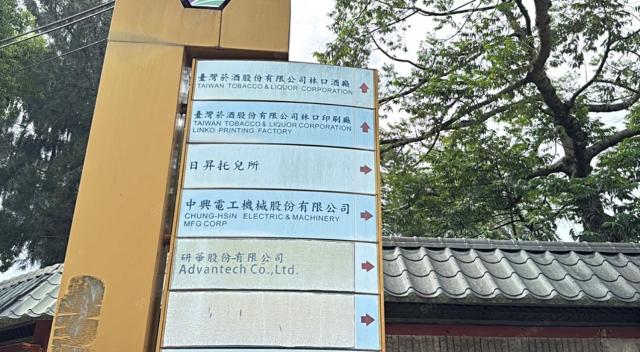 臺灣菸酒股份有限公司林口酒廠
TAIWAN TOBACCO & LIQUOR CORPORATION
臺灣菸酒股份有限公司林口印刷廠
TAIWAN TOBACCO & LIQUOR CORPORATION
LINKO PRINTING FACTORY
日昇托兒所
中興電工機械股份有限公司
CHUNG-HSIN ELECTRIC & MACHINERY
MFG CORP
研華股份有限公司
Advantech Co.,Ltd.